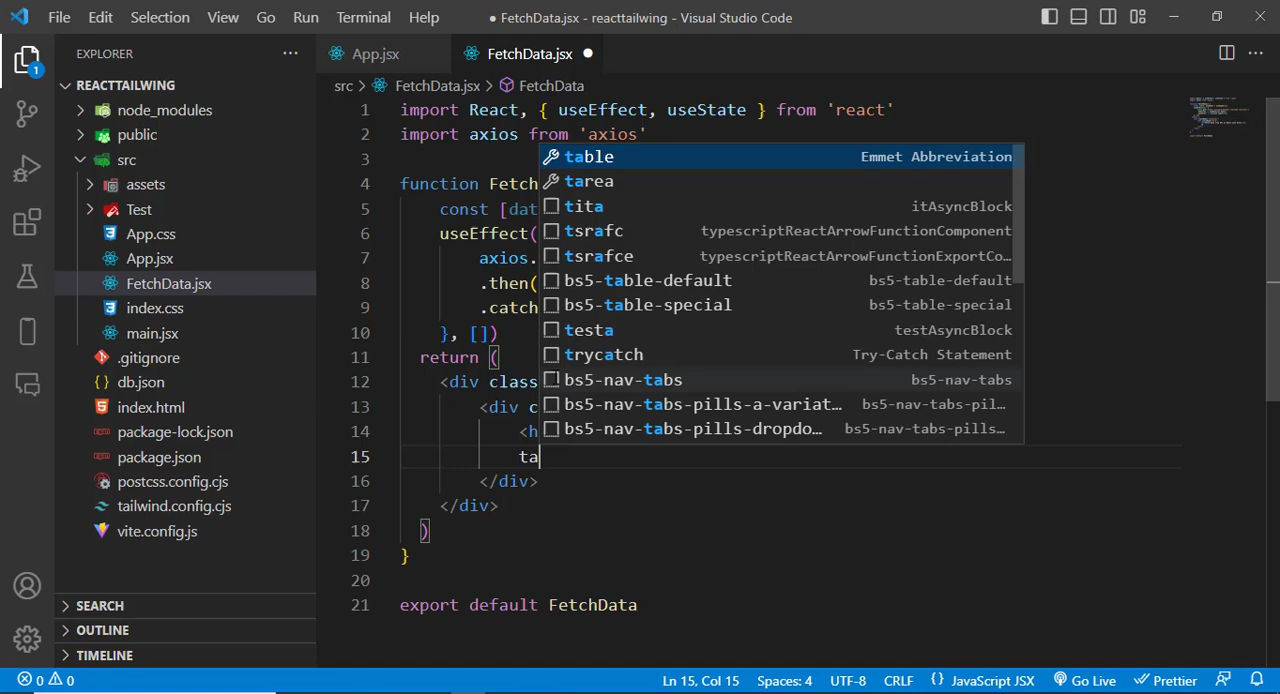 File Edit Selection View Go Run Terminal Help ● FetchData.jsx - reacttailwing - Visual Studio Code
EXPLORER
App.jsx FetchData.jsx
REACTTAILWING
src > FetchData.jsx > FetchData
node_modules
public
src
assets
Test
App.css
App.jsx
FetchData.jsx
index.css
main.jsx
.gitignore
db.json
index.html
package-lock.json
package.json
postcss.config.cjs
tailwind.config.cjs
vite.config.js
SEARCH
OUTLINE
TIMELINE
1
1 import React, { useEffect, useState } from 'react'
2 import axios from 'axios'
3
4 function Fetch
5 const [dat
6 useEffect(
7 axios.
8 .then(
9 .catch
10 }, [])
11 return (
12 <div class
13 <div c
14 <h
15 ta
16 </div>
17 </div>
18 )
19 }
20
21 export default FetchData
table Emmet Abbreviation
tarea
tita itAsyncBlock
tsrafc typescriptReactArrowFunctionComponent
tsrafce typescriptReactArrowFunctionExportCo…
bs5-table-default bs5-table-default
bs5-table-special bs5-table-special
testa testAsyncBlock
trycatch Try-Catch Statement
bs5-nav-tabs bs5-nav-tabs
bs5-nav-tabs-pills-a-variat… bs5-nav-tabs-pil…
bs5-nav-tabs-pills-dropdo… bs5-nav-tabs-pills…
0 0 Ln 15, Col 15 Spaces: 4 UTF-8 CRLF {} JavaScript JSX Go Live Prettier